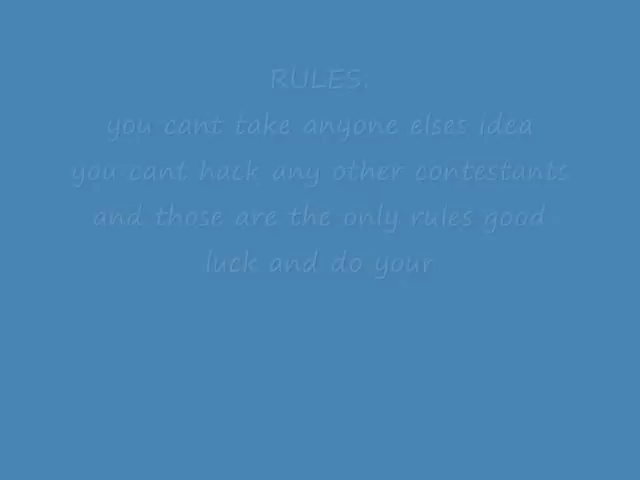 RULES:
you cant take anyone elses idea
you cant hack any other contestants
and those are the only rules good
luck and do your